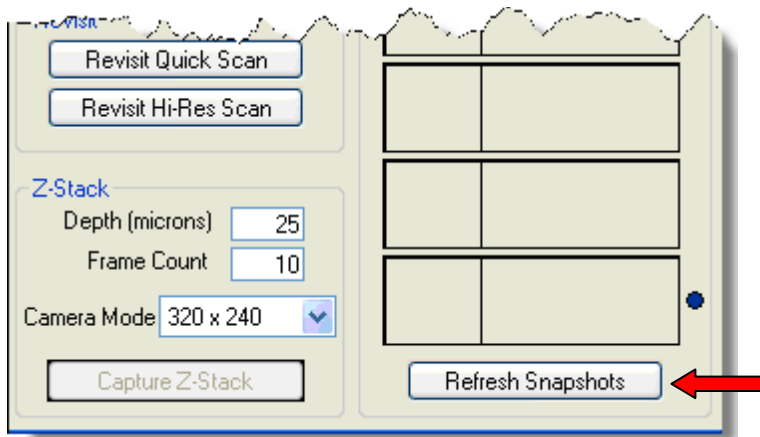 Revisit Quick Scan
Revisit Hi-Res Scan
Z-Stack
Depth (microns) 25
Frame Count 10
Camera Mode 320 x 240
Capture Z-Stack
Refresh Snapshots